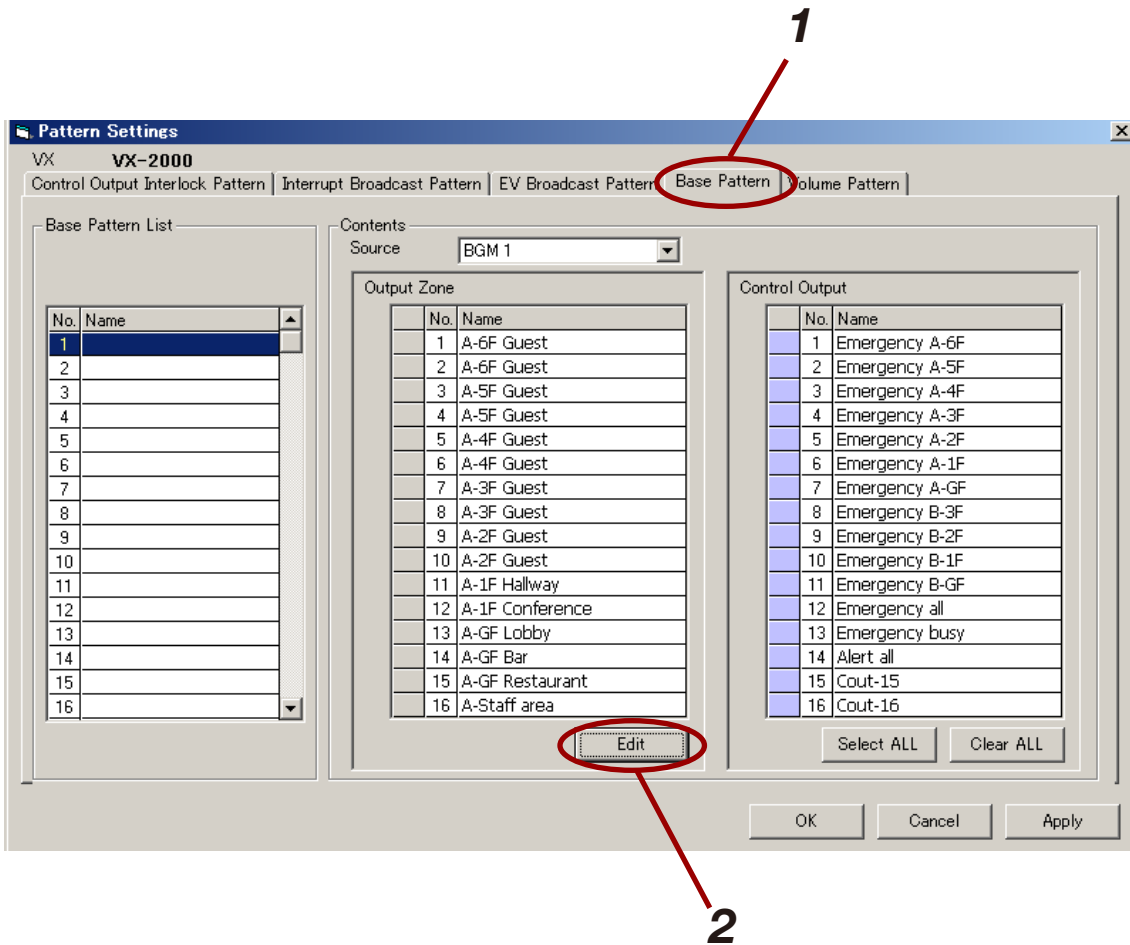 1
Pattern Settings
VX VX-2000
Control Output Interlock Pattern Interrupt Broadcast Pattern EV Broadcast Pattern Base Pattern Volume Pattern
Base Pattern List
Contents
Source BGM 1
Output Zone
Control Output
No. Name
1
2
3
4
5
6
7
8
9
10
11
12
13
14
15
16
No. Name
1 A-6F Guest
2 A-6F Guest
3 A-5F Guest
4 A-5F Guest
5 A-4F Guest
6 A-4F Guest
7 A-3F Guest
8 A-3F Guest
9 A-2F Guest
10 A-2F Guest
11 A-1F Hallway
12 A-1F Conference
13 A-GF Lobby
14 A-GF Bar
15 A-GF Restaurant
16 A-Staff area
Edit
No. Name
1 Emergency A-6F
2 Emergency A-5F
3 Emergency A-4F
4 Emergency A-3F
5 Emergency A-2F
6 Emergency A-1F
7 Emergency A-GF
8 Emergency B-3F
9 Emergency B-2F
10 Emergency B-1F
11 Emergency B-GF
12 Emergency all
13 Emergency busy
14 Alert all
15 Cout-15
16 Cout-16
Select ALL Clear ALL
OK Cancel Apply
2